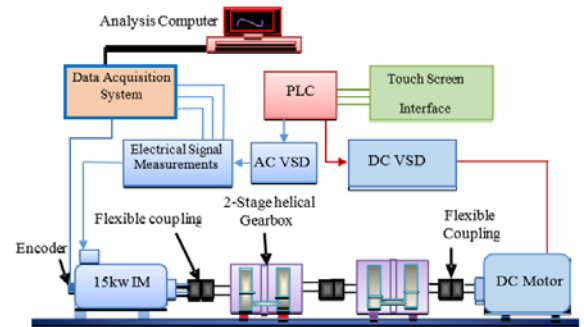 Analysis Computer
Data Acquisition
System
PLC
Touch Screen
Interface
Electrical Signal
Measurements
AC VSD
DC VSD
Flexible coupling
2-Stage helical
Gearbox
Flexible
Coupling
Encoder
15kw IM
DC Motor